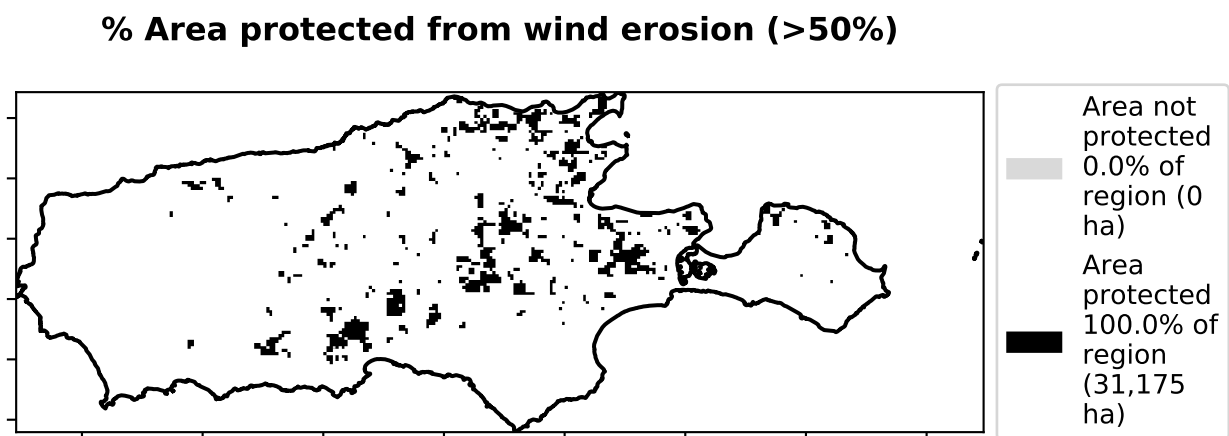 % Area protected from wind erosion (>50%)
Area not
protected
0.0% of
region (0
ha)
Area
protected
100.0% of
region
(31,175
ha)